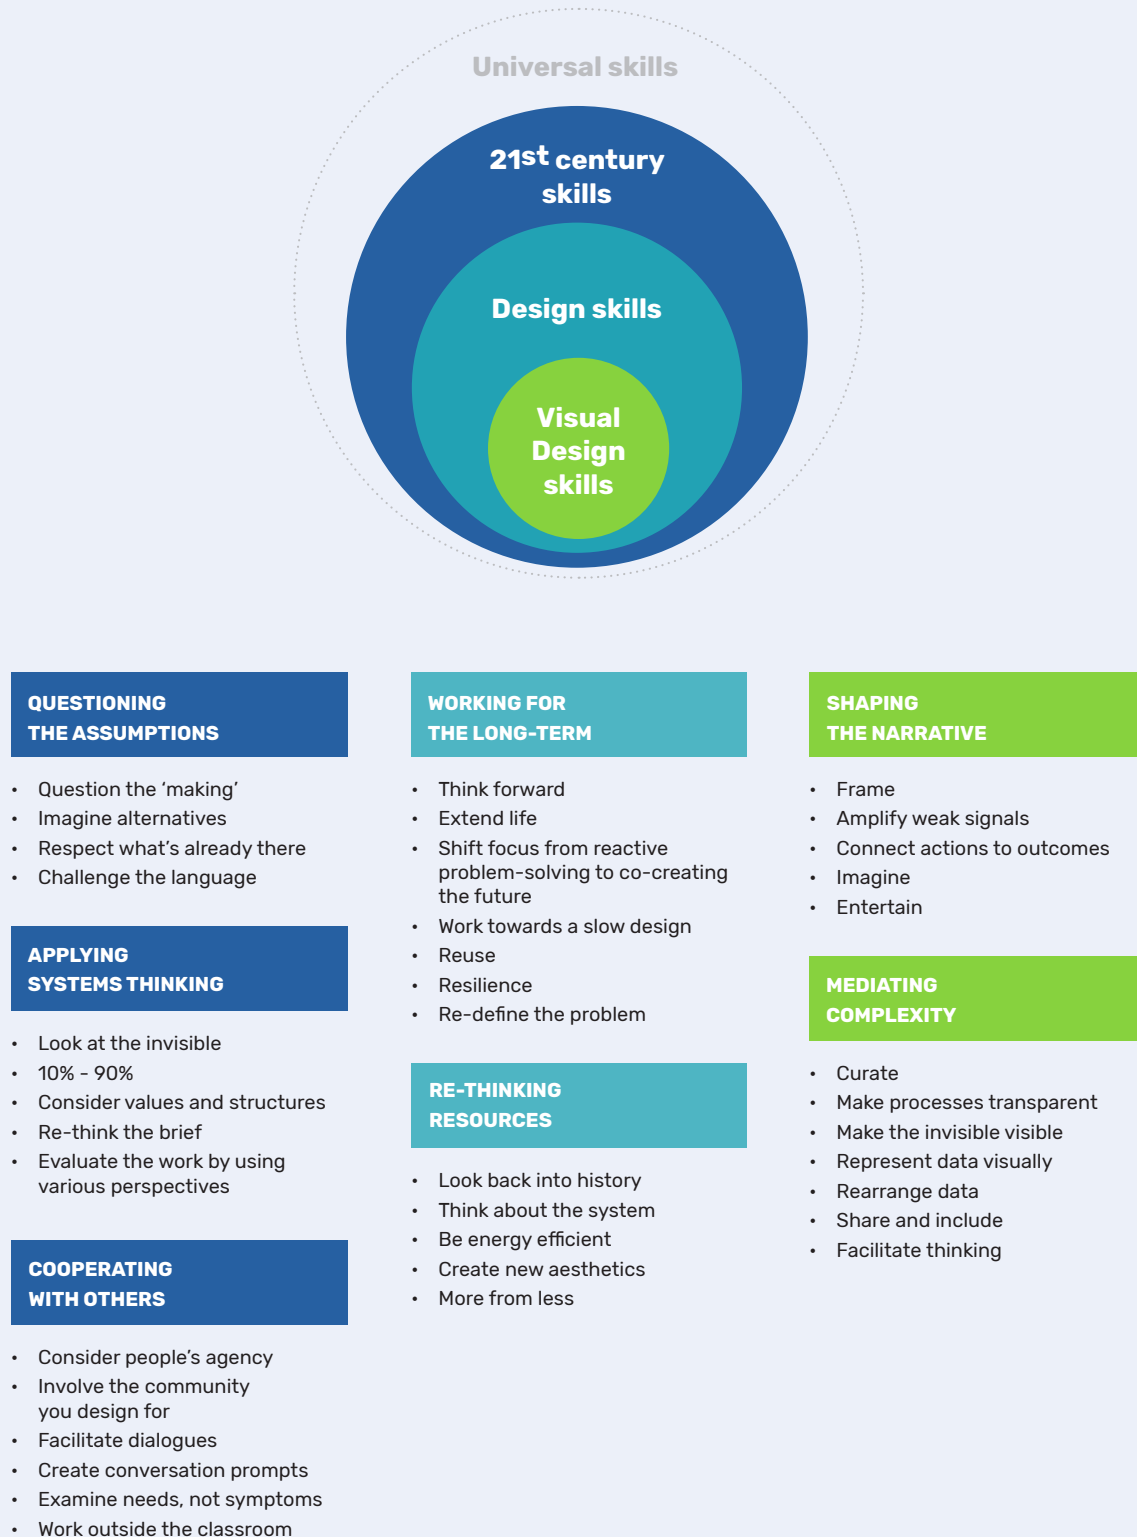 Universal skills
21st century
skills
Design skills
Visual
Design
skills
QUESTIONING
THE ASSUMPTIONS
• Question the ‘making’
• Imagine alternatives
• Respect what’s already there
• Challenge the language
APPLYING
SYSTEMS THINKING
• Look at the invisible
• 10% - 90%
• Consider values and structures
• Re-think the brief
• Evaluate the work by using
various perspectives
COOPERATING
WITH OTHERS
• Consider people’s agency
• Involve the community
you design for
• Facilitate dialogues
• Create conversation prompts
• Examine needs, not symptoms
• Work outside the classroom
WORKING FOR
THE LONG-TERM
• Think forward
• Extend life
• Shift focus from reactive
problem-solving to co-creating
the future
• Work towards a slow design
• Reuse
• Resilience
• Re-define the problem
RE-THINKING
RESOURCES
• Look back into history
• Think about the system
• Be energy efficient
• Create new aesthetics
• More from less
SHAPING
THE NARRATIVE
• Frame
• Amplify weak signals
• Connect actions to outcomes
• Imagine
• Entertain
MEDIATING
COMPLEXITY
• Curate
• Make processes transparent
• Make the invisible visible
• Represent data visually
• Rearrange data
• Share and include
• Facilitate thinking